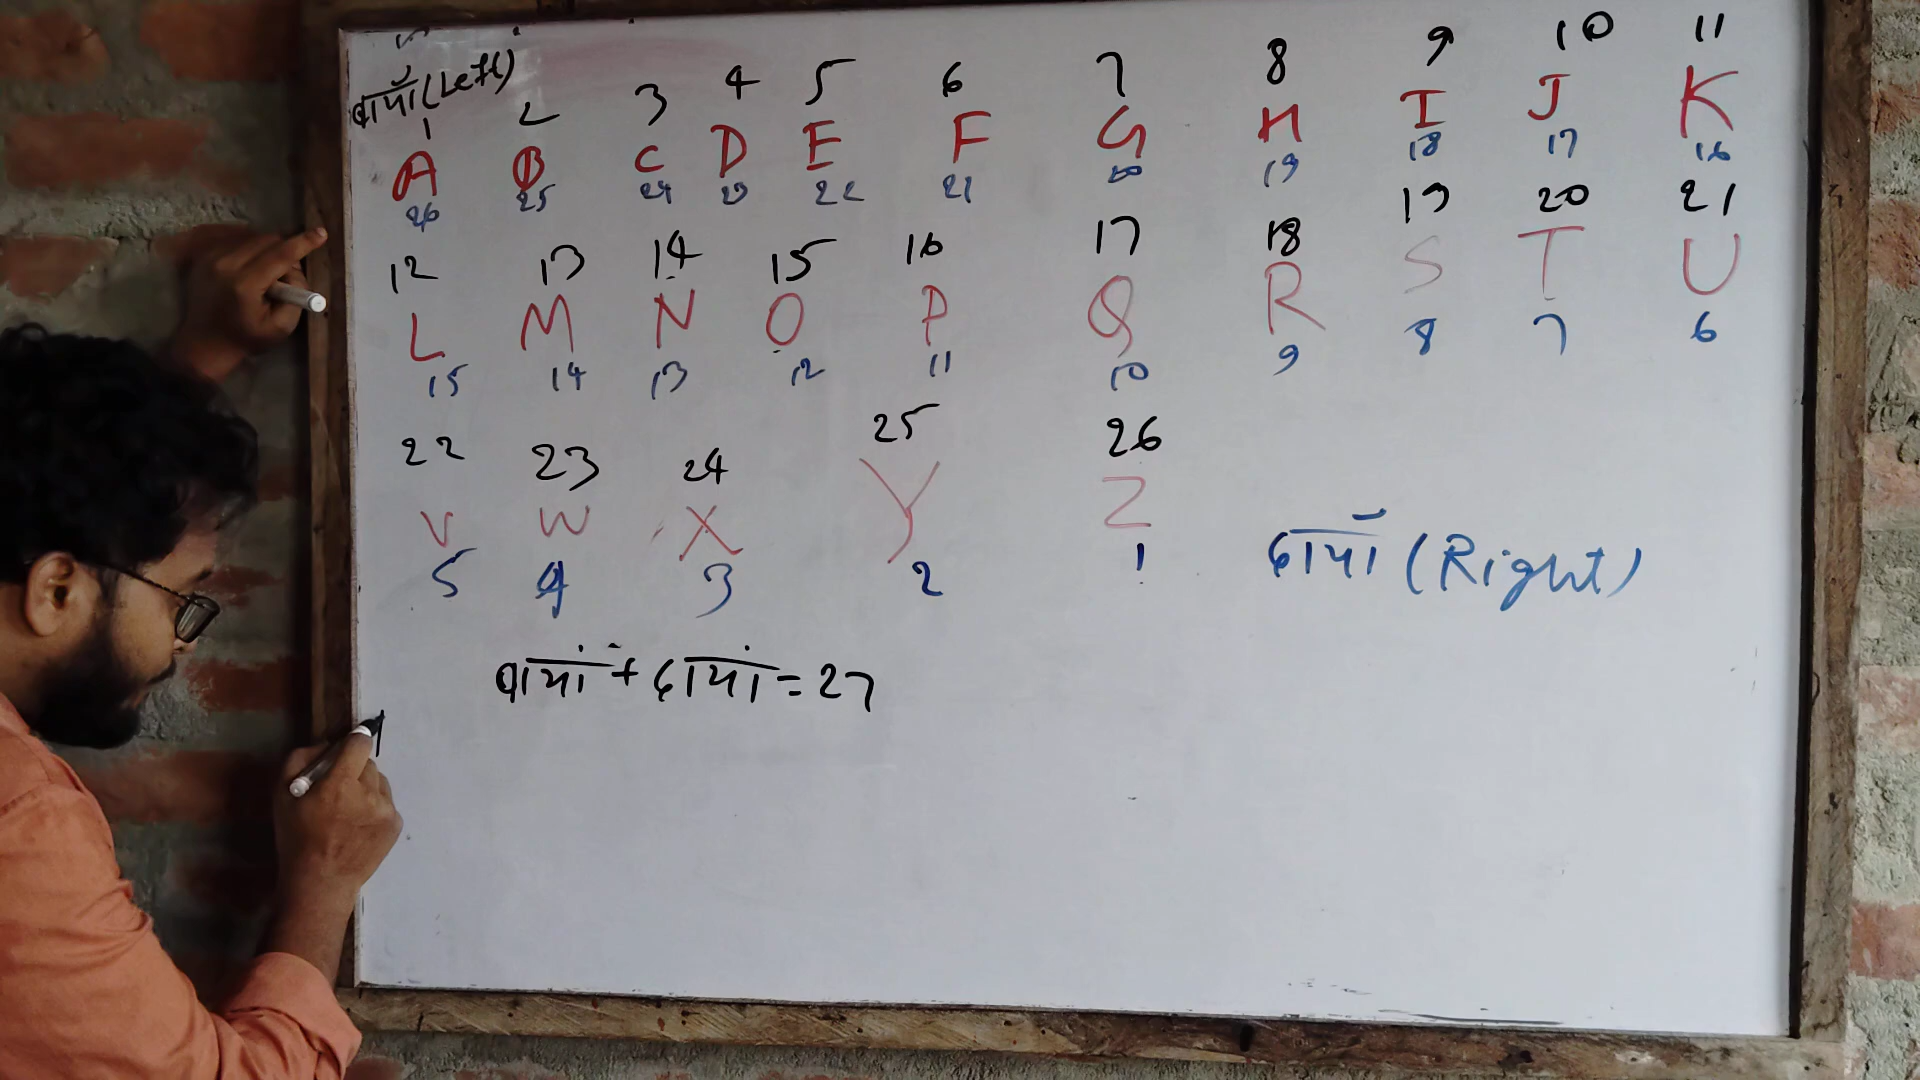 बायाँ (Left)
1 2 3 4 5 6 7 8 9 10 11
A B C D E F G H I J K
26 25 24 23 22 21 20 19 18 17 16
12 13 14 15 16 17 18 19 20 21
L M N O P Q R S T U
15 14 13 12 11 10 9 8 7 6
22 23 24 25 26
V W X Y Z
5 4 3 2 1
दायाँ (Right)
बायां + दायां = 27